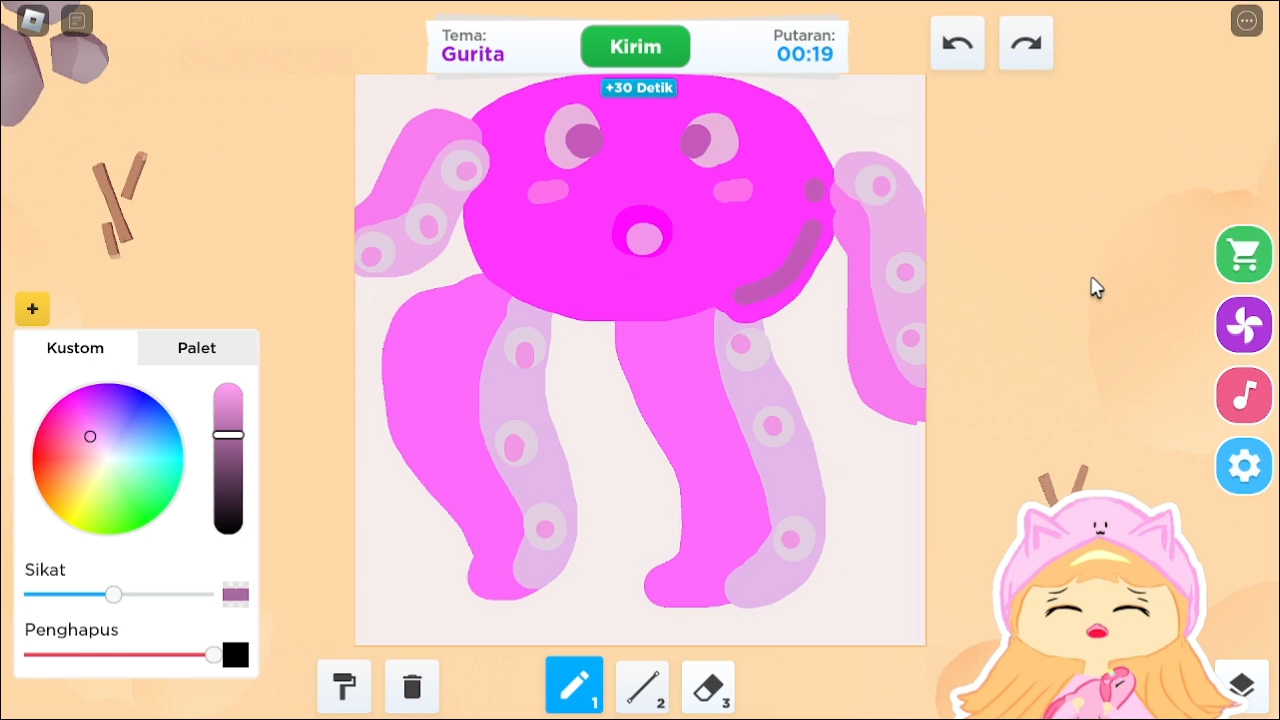 Tema:
Gurita
Kirim
Putaran:
00:19
+30 Detik
+
Kustom
Palet
Sikat
Penghapus
1
2
3